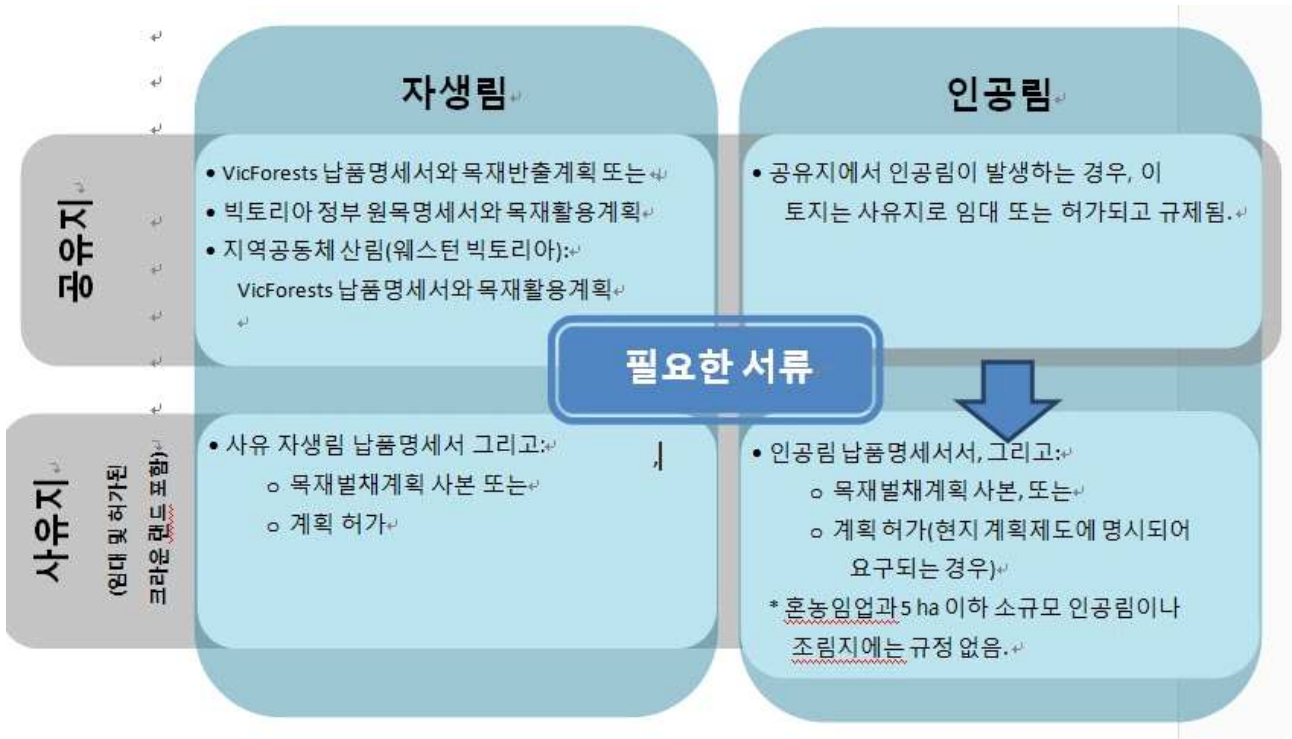 자생림
인공림
공유지
• VicForests 납품명세서와 목재반출계획 또는
• 빅토리아 정부 원목명세서와 목재활용계획
• 지역공동체 산림(웨스턴 빅토리아):
VicForests 납품명세서와 목재활용계획
• 공유지에서 인공림이 발생하는 경우, 이
토지는 사유지로 임대 또는 허가되고 규제됨.
필요한 서류
사유지
(임대 및 허가된
크라운 랜드 포함)
• 사유 자생림 납품명세서 그리고:
o 목재벌채계획 사본 또는
o 계획 허가
,
• 인공림 납품명세서서, 그리고:
o 목재벌채계획 사본, 또는
o 계획 허가(현지 계획제도에 명시되어
요구되는 경우)
* 혼농임업과 5 ha 이하 소규모 인공림이나
조림지에는 규정 없음.